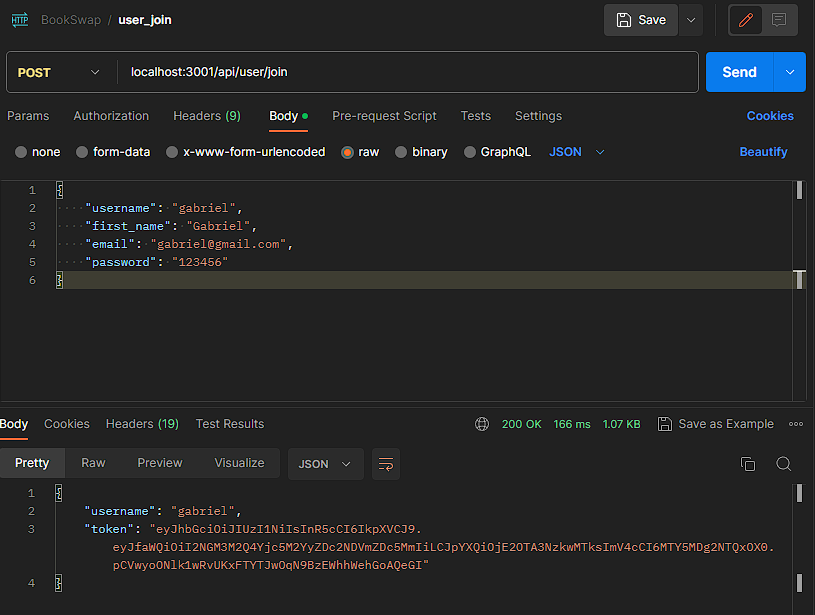 HTTP BookSwap / user_join Save
POST localhost:3001/api/user/join Send
Params Authorization Headers (9) Body Pre-request Script Tests Settings Cookies
none form-data x-www-form-urlencoded raw binary GraphQL JSON Beautify
1 {
2 "username": "gabriel",
3 "first_name": "Gabriel",
4 "email": "gabriel@gmail.com",
5 "password": "123456"
6 }
Body Cookies Headers (19) Test Results 200 OK 166 ms 1.07 KB Save as Example
Pretty Raw Preview Visualize JSON
1 {
2 "username": "gabriel",
3 "token": "eyJhbGciOiJIUzI1NiIsInR5cCI6IkpXVCJ9.
eyJfaWQiOiI2NGM3M2Q4Yjc5M2YyZDc2NDVmZDc5MmIiLCJpYXQiOjE2OTA3NzkwMTksImV4cCI6MTY5MDg2NTQxOX0.
pCVwyoONlk1wRvUKxFTYTJwOqN9BzEWhhWehGoAQeGI"
4 }